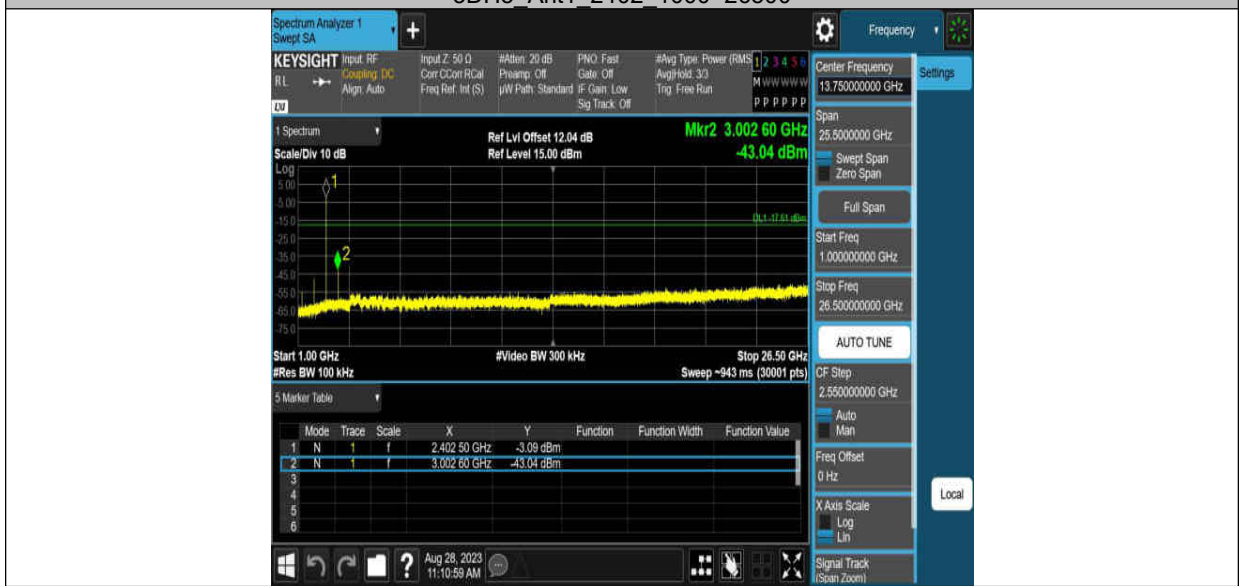 Spectrum Analyzer 1
Swept SA
+
Frequency
KEYSIGHT
RL
LXI
Input: RF
Coupling: DC
Align: Auto
Input Z: 50 Ω
Corr CCorr RCal
Freq Ref: Int (S)
#Atten: 20 dB
Preamp: Off
µW Path: Standard
PNO: Fast
Gate: Off
IF Gain: Low
Sig Track: Off
#Avg Type: Power (RMS
Avg|Hold: 3/3
Trig: Free Run
1 2 3 4 5 6
M W W W W W
P P P P P P
1 Spectrum
Scale/Div 10 dB
Ref Lvl Offset 12.04 dB
Ref Level 15.00 dBm
Mkr2 3.002 60 GHz
-43.04 dBm
Log
5.00
-5.00
-15.0
-25.0
-35.0
-45.0
-55.0
-65.0
-75.0
1
2
DL1 -17.61 dBm
Start 1.00 GHz
#Res BW 100 kHz
#Video BW 300 kHz
Stop 26.50 GHz
Sweep ~943 ms (30001 pts)
5 Marker Table
Mode Trace Scale X Y Function Function Width Function Value
1 N 1 f 2.402 50 GHz -3.09 dBm
2 N 1 f 3.002 60 GHz -43.04 dBm
3
4
5
6
Aug 28, 2023
11:10:59 AM
Center Frequency
13.750000000 GHz
Span
25.5000000 GHz
Swept Span
Zero Span
Full Span
Start Freq
1.000000000 GHz
Stop Freq
26.500000000 GHz
AUTO TUNE
CF Step
2.550000000 GHz
Auto
Man
Freq Offset
0 Hz
X Axis Scale
Log
Lin
Signal Track
(Span Zoom)
Settings
Local